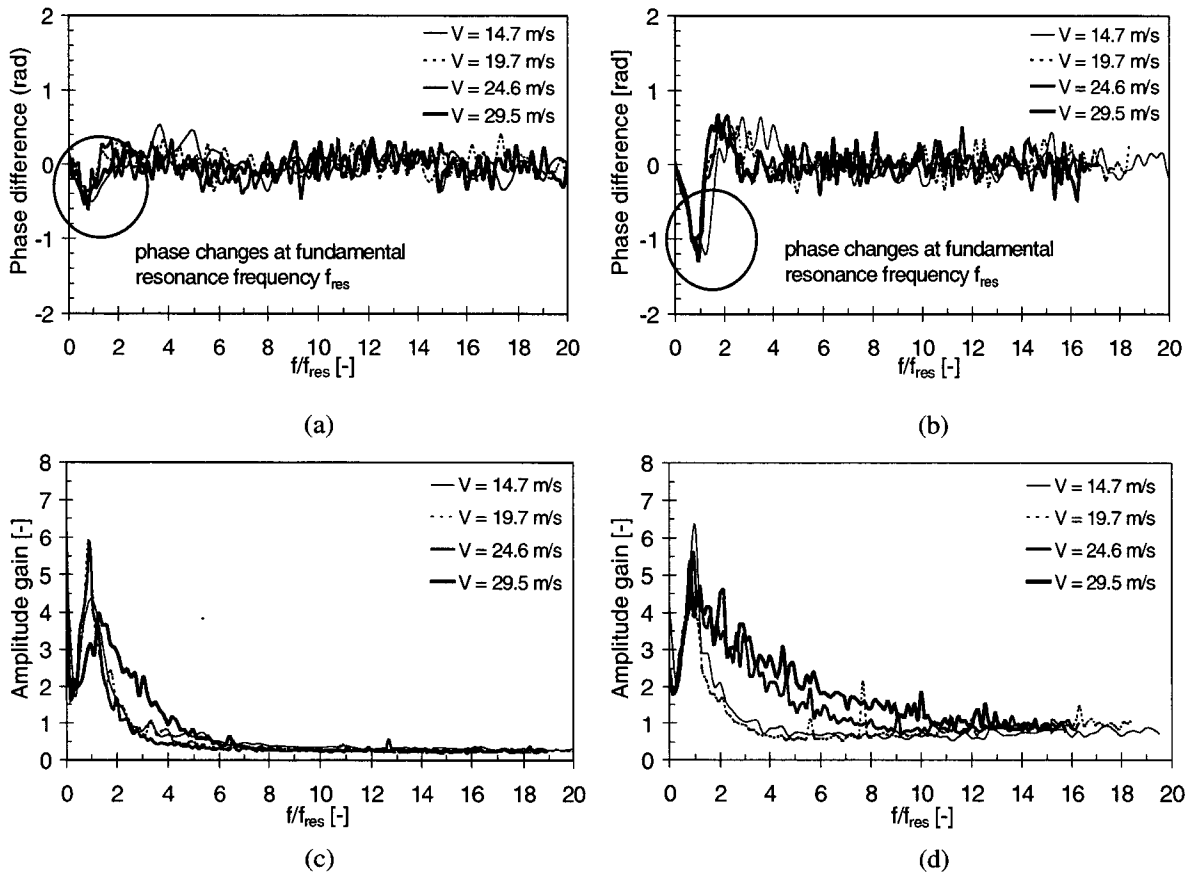 2
1
0
-1
-2
Phase difference (rad)
V = 14.7 m/s
V = 19.7 m/s
V = 24.6 m/s
V = 29.5 m/s
phase changes at fundamental
resonance frequency fres
0 2 4 6 8 10 12 14 16 18 20
f/fres [-]
(a)
2
1
0
-1
-2
Phase difference [rad]
V = 14.7 m/s
V = 19.7 m/s
V = 24.6 m/s
V = 29.5 m/s
phase changes at fundamental
resonance frequency fres
0 2 4 6 8 10 12 14 16 18 20
f/fres [-]
(b)
8
7
6
5
4
3
2
1
0
Amplitude gain [-]
V = 14.7 m/s
V = 19.7 m/s
V = 24.6 m/s
V = 29.5 m/s
0 2 4 6 8 10 12 14 16 18 20
f/fres [-]
(c)
8
7
6
5
4
3
2
1
0
Amplitude gain [-]
V = 14.7 m/s
V = 19.7 m/s
V = 24.6 m/s
V = 29.5 m/s
0 2 4 6 8 10 12 14 16 18 20
f/fres [-]
(d)